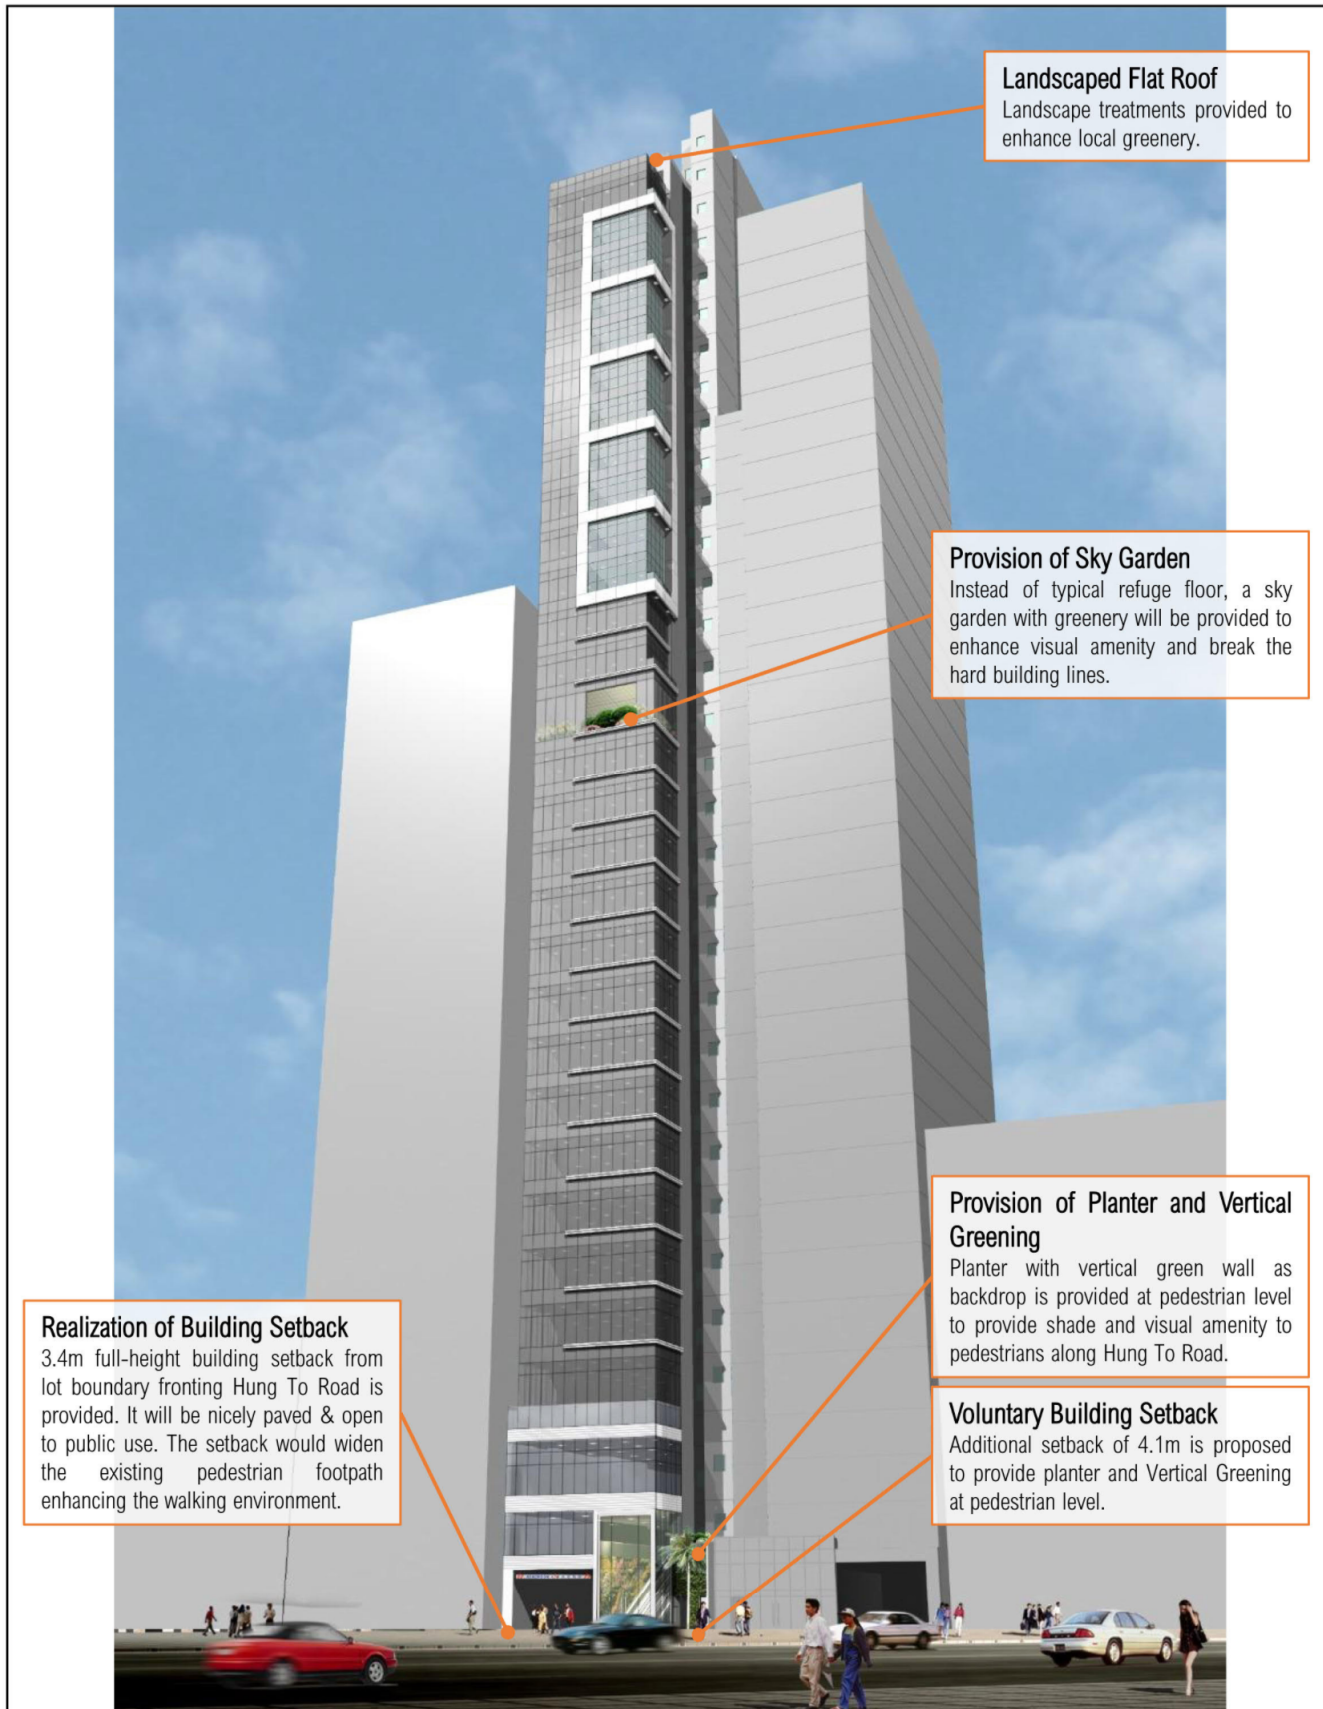 Landscaped Flat Roof
Landscape treatments provided to
enhance local greenery.
Provision of Sky Garden
Instead of typical refuge floor, a sky
garden with greenery will be provided to
enhance visual amenity and break the
hard building lines.
Provision of Planter and Vertical
Greening
Planter with vertical green wall as
backdrop is provided at pedestrian level
to provide shade and visual amenity to
pedestrians along Hung To Road.
Realization of Building Setback
3.4m full-height building setback from
lot boundary fronting Hung To Road is
provided. It will be nicely paved & open
to public use. The setback would widen
the existing pedestrian footpath
enhancing the walking environment.
Voluntary Building Setback
Additional setback of 4.1m is proposed
to provide planter and Vertical Greening
at pedestrian level.